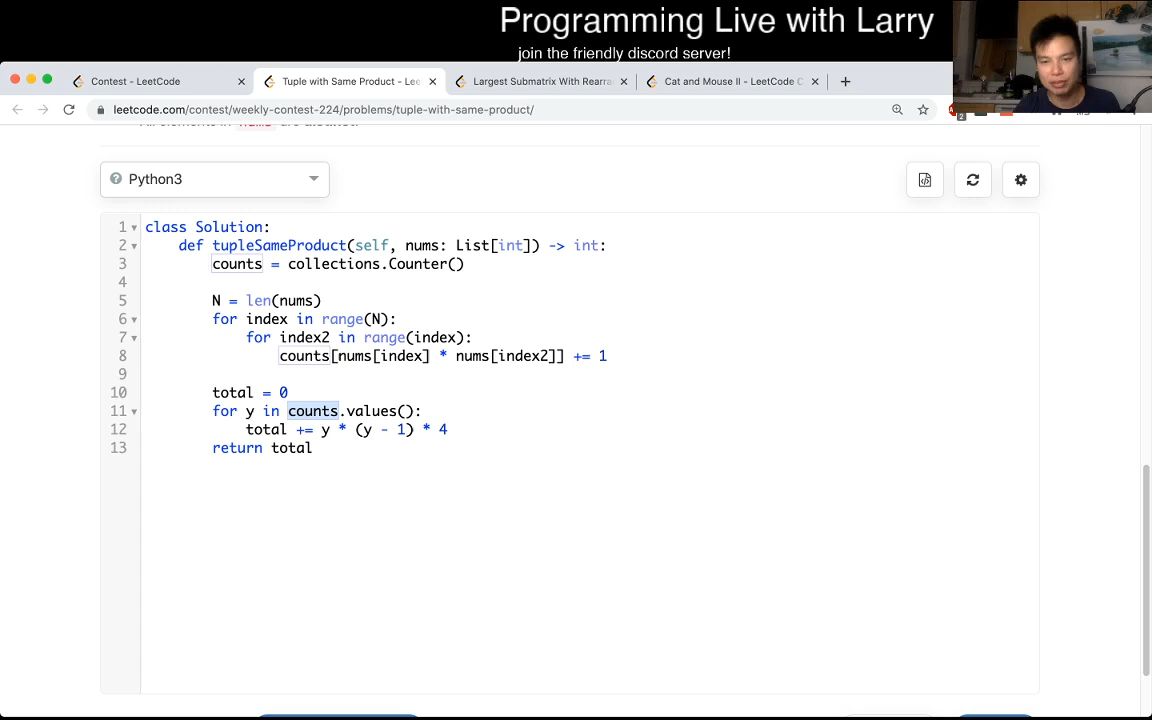 Programming Live with Larry
join the friendly discord server!
Contest - LeetCode
Tuple with Same Product - Lee
Largest Submatrix With Rearra
Cat and Mouse II - LeetCode C
leetcode.com/contest/weekly-contest-224/problems/tuple-with-same-product/
2
Python3
1 class Solution:
2 def tupleSameProduct(self, nums: List[int]) -> int:
3 counts = collections.Counter()
4
5 N = len(nums)
6 for index in range(N):
7 for index2 in range(index):
8 counts[nums[index] * nums[index2]] += 1
9
10 total = 0
11 for y in counts.values():
12 total += y * (y - 1) * 4
13 return total